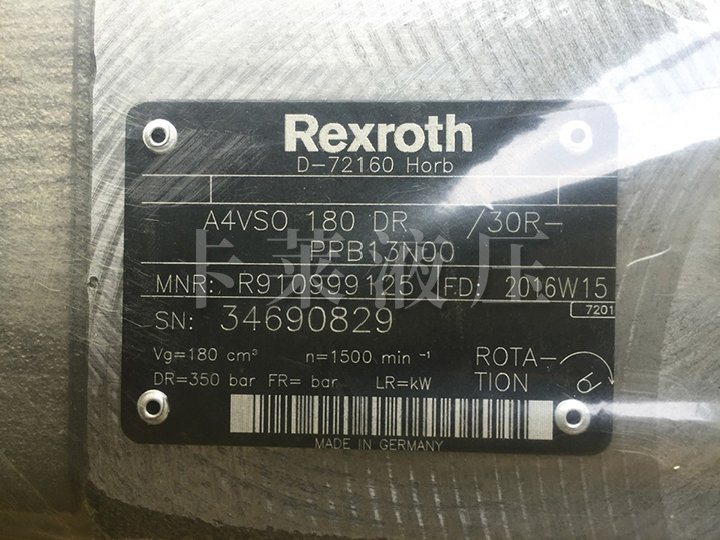 Rexroth
D-72160 Horb
A4VSO 180 DR /30R-
PPB13N00
卡莱液压
MNR: R910999125 FD: 2016W15
7201
SN: 34690829
Vg=180 cm³ n=1500 min⁻¹
DR=350 bar FR= bar LR=kW
ROTA-
TION
MADE IN GERMANY